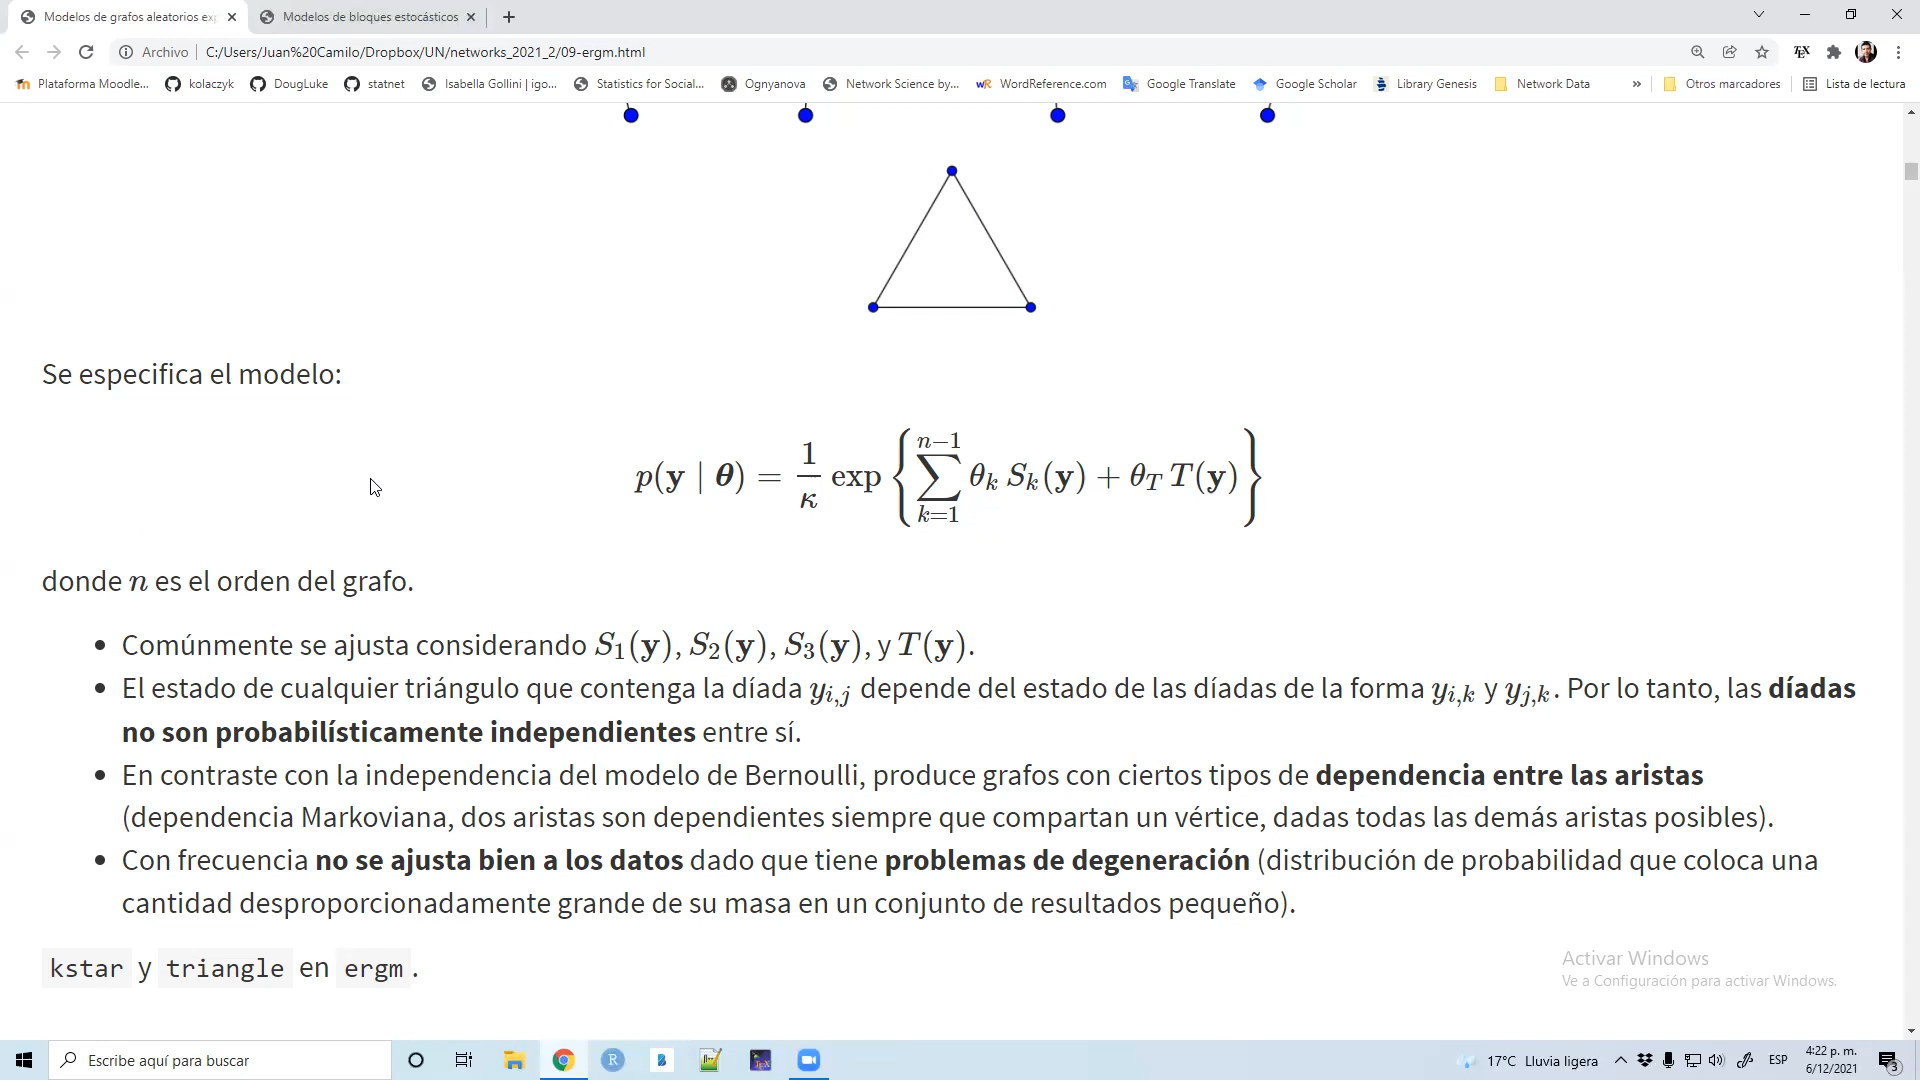 Modelos de grafos aleatorios exp
Modelos de bloques estocásticos
Archivo
C:/Users/Juan%20Camilo/Dropbox/UN/networks_2021_2/09-ergm.html
Plataforma Moodle... kolaczyk DougLuke statnet Isabella Gollini | igo... Statistics for Social... Ognyanova Network Science by... WordReference.com Google Translate Google Scholar Library Genesis Network Data » Otros marcadores Lista de lectura
Se especifica el modelo:
p(y | θ) = 1/κ exp { ∑_{k=1}^{n−1} θ_k S_k(y) + θ_T T(y) }
donde n es el orden del grafo.
• Comúnmente se ajusta considerando S_1(y), S_2(y), S_3(y), y T(y).
• El estado de cualquier triángulo que contenga la díada y_{i,j} depende del estado de las díadas de la forma y_{i,k} y y_{j,k}. Por lo tanto, las díadas
no son probabilísticamente independientes entre sí.
• En contraste con la independencia del modelo de Bernoulli, produce grafos con ciertos tipos de dependencia entre las aristas
(dependencia Markoviana, dos aristas son dependientes siempre que compartan un vértice, dadas todas las demás aristas posibles).
• Con frecuencia no se ajusta bien a los datos dado que tiene problemas de degeneración (distribución de probabilidad que coloca una
cantidad desproporcionadamente grande de su masa en un conjunto de resultados pequeño).
kstar y triangle en ergm.
Activar Windows
Ve a Configuración para activar Windows.
Escribe aquí para buscar
17°C Lluvia ligera
ESP
4:22 p. m.
6/12/2021
3